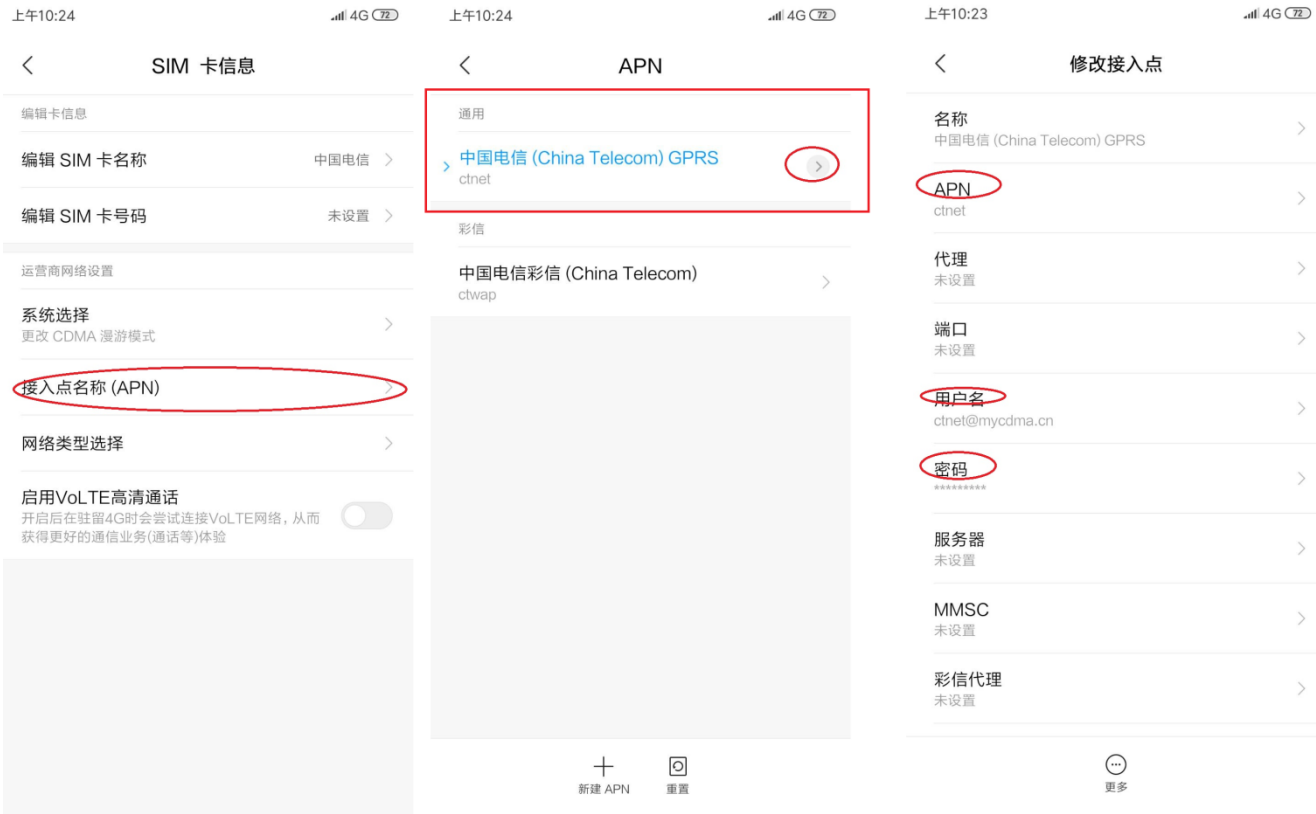 上午10:24
4G 72
SIM 卡信息
编辑卡信息
编辑 SIM 卡名称
中国电信
编辑 SIM 卡号码
未设置
运营商网络设置
系统选择
更改 CDMA 漫游模式
接入点名称 (APN)
网络类型选择
启用VoLTE高清通话
开启后在驻留4G时会尝试连接VoLTE网络，从而
获得更好的通信业务(通话等)体验
上午10:24
4G 72
APN
通用
中国电信 (China Telecom) GPRS
ctnet
彩信
中国电信彩信 (China Telecom)
ctwap
新建 APN
重置
上午10:23
4G 72
修改接入点
名称
中国电信 (China Telecom) GPRS
APN
ctnet
代理
未设置
端口
未设置
用户名
ctnet@mycdma.cn
密码
*********
服务器
未设置
MMSC
未设置
彩信代理
未设置
更多